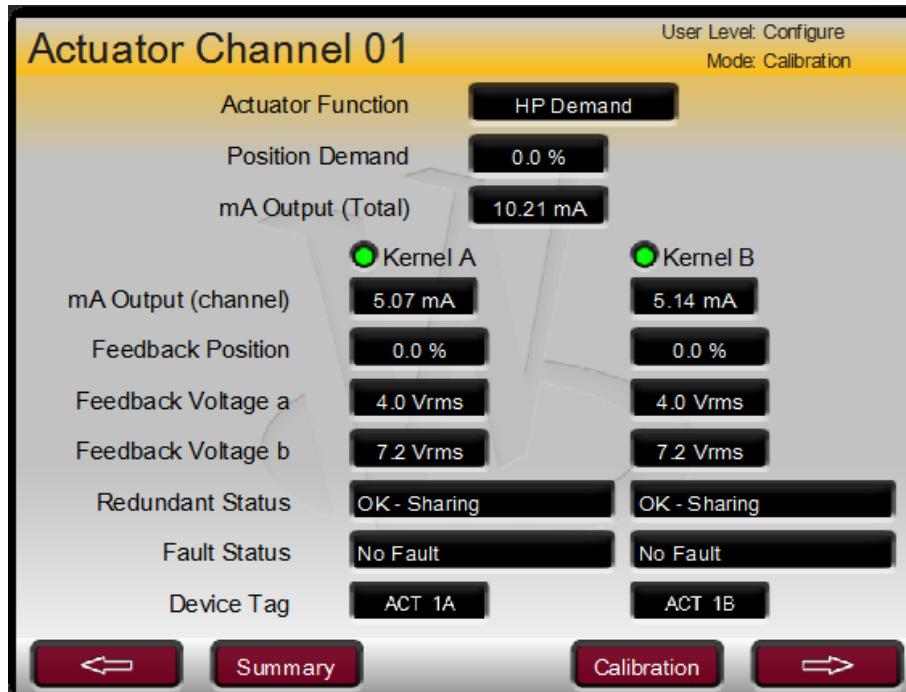 Actuator Channel 01
User Level: Configure
Mode: Calibration
Actuator Function HP Demand
Position Demand 0.0 %
mA Output (Total) 10.21 mA
Kernel A Kernel B
mA Output (channel) 5.07 mA 5.14 mA
Feedback Position 0.0 % 0.0 %
Feedback Voltage a 4.0 Vrms 4.0 Vrms
Feedback Voltage b 7.2 Vrms 7.2 Vrms
Redundant Status OK - Sharing OK - Sharing
Fault Status No Fault No Fault
Device Tag ACT 1A ACT 1B
Summary Calibration